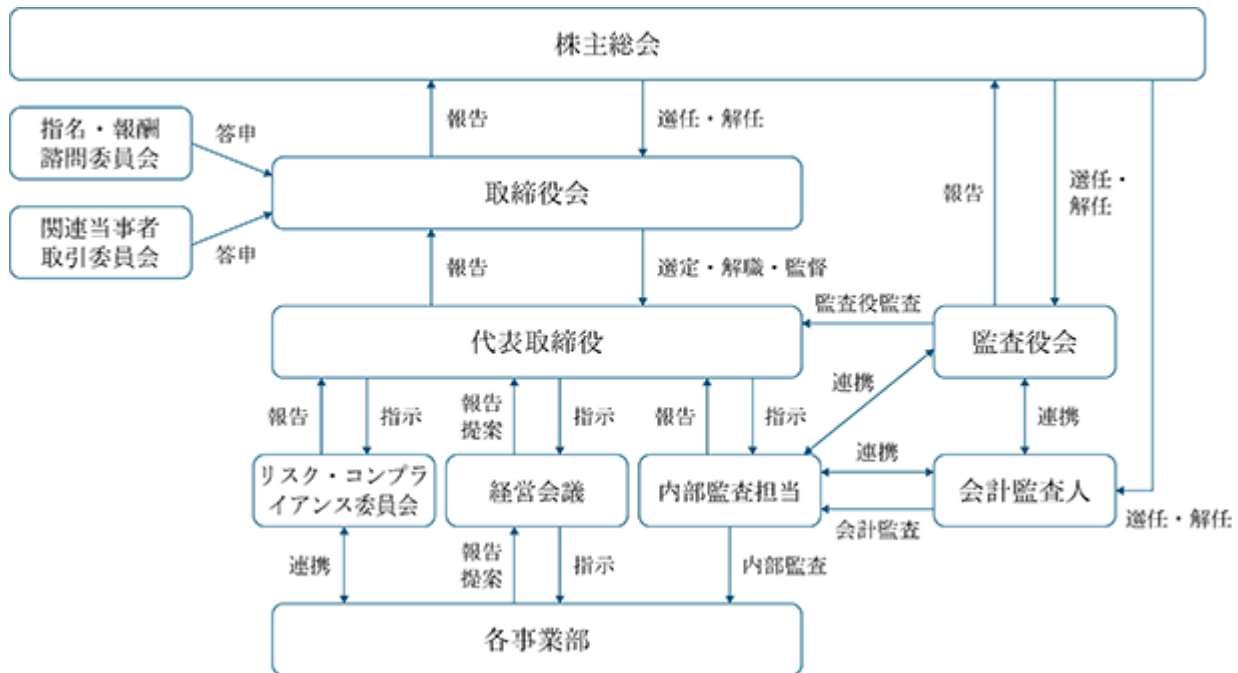 株主総会
報告
選任・解任
指名・報酬
諮問委員会
答申
取締役会
報告
選任・
解任
関連当事者
取引委員会
答申
報告
選定・解職・監督
監査役監査
代表取締役
監査役会
連携
報告
指示
報告
提案
指示
報告
指示
連携
リスク・コンプラ
イアンス委員会
経営会議
内部監査担当
連携
会計監査人
会計監査
選任・解任
連携
報告
提案
指示
内部監査
各事業部